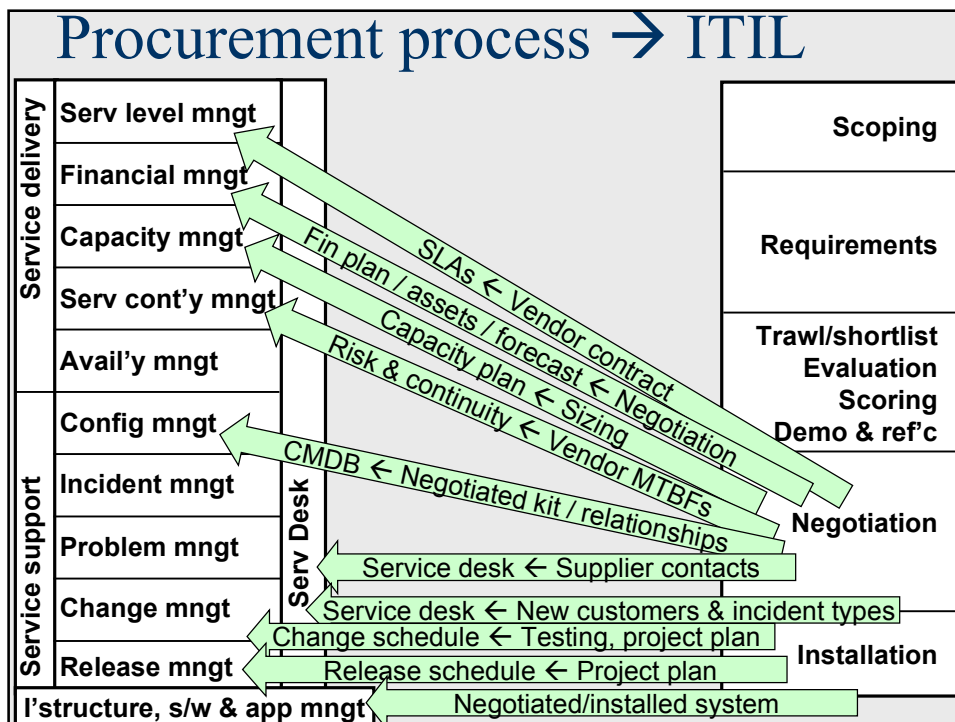 Procurement process → ITIL
Service delivery
Serv level mngt
Financial mngt
Capacity mngt
Serv cont'y mngt
Avail'y mngt
Service support
Config mngt
Incident mngt
Problem mngt
Change mngt
Release mngt
Serv Desk
I'structure, s/w & app mngt
SLAs ← Vendor contract
Fin plan / assets / forecast ← Negotiation
Capacity plan ← Sizing
Risk & continuity ← Vendor MTBFs
CMDB ← Negotiated kit / relationships
Service desk ← Supplier contacts
Service desk ← New customers & incident types
Change schedule ← Testing, project plan
Release schedule ← Project plan
Negotiated/installed system
Scoping
Requirements
Trawl/shortlist
Evaluation
Scoring
Demo & ref'c
Negotiation
Installation